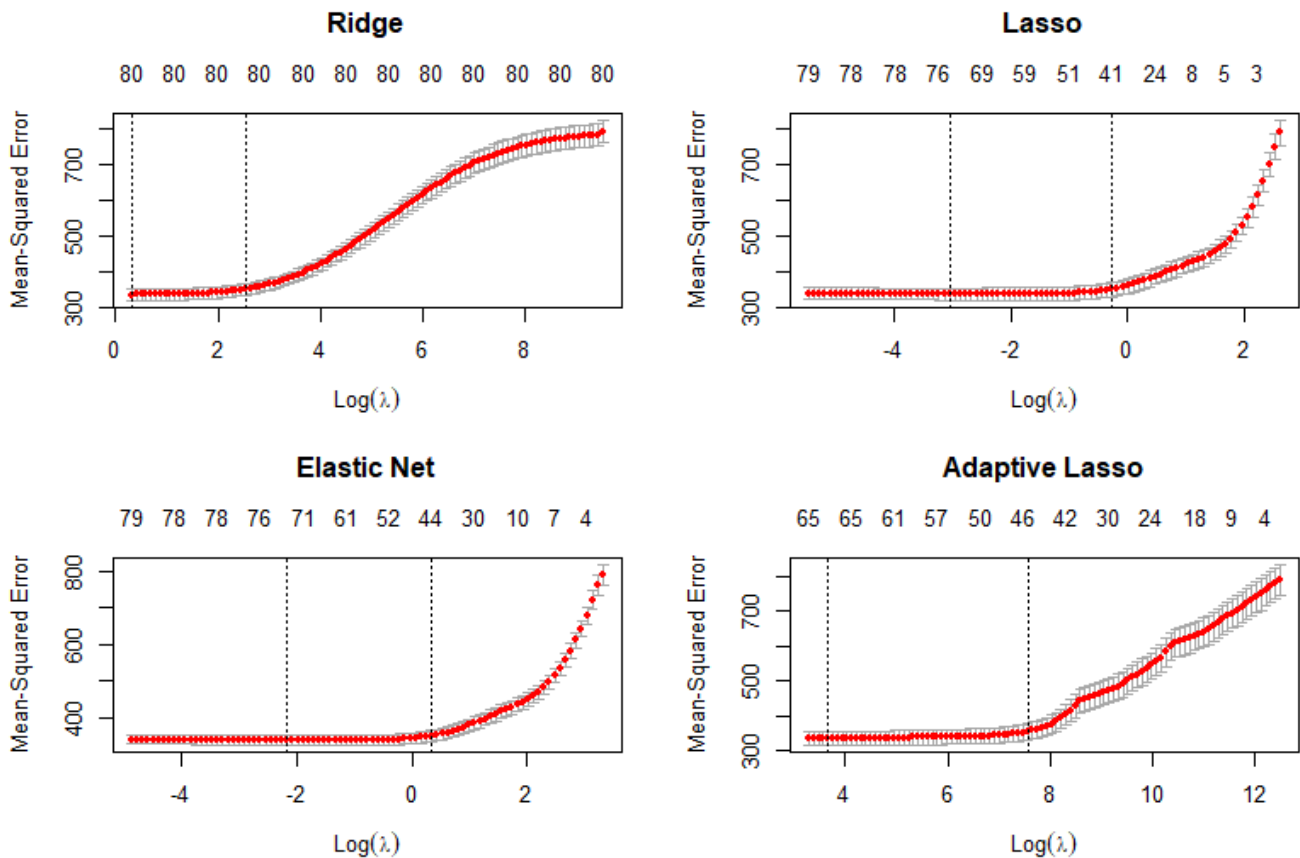 Ridge
80 80 80 80 80 80 80 80 80 80 80 80
Mean-Squared Error
300 500 700
0 2 4 6 8
Log(λ)
Lasso
79 78 78 76 69 59 51 41 24 8 5 3
Mean-Squared Error
300 500 700
-4 -2 0 2
Log(λ)
Elastic Net
79 78 78 76 71 61 52 44 30 10 7 4
Mean-Squared Error
400 600 800
-4 -2 0 2
Log(λ)
Adaptive Lasso
65 65 61 57 50 46 42 30 24 18 9 4
Mean-Squared Error
300 500 700
4 6 8 10 12
Log(λ)